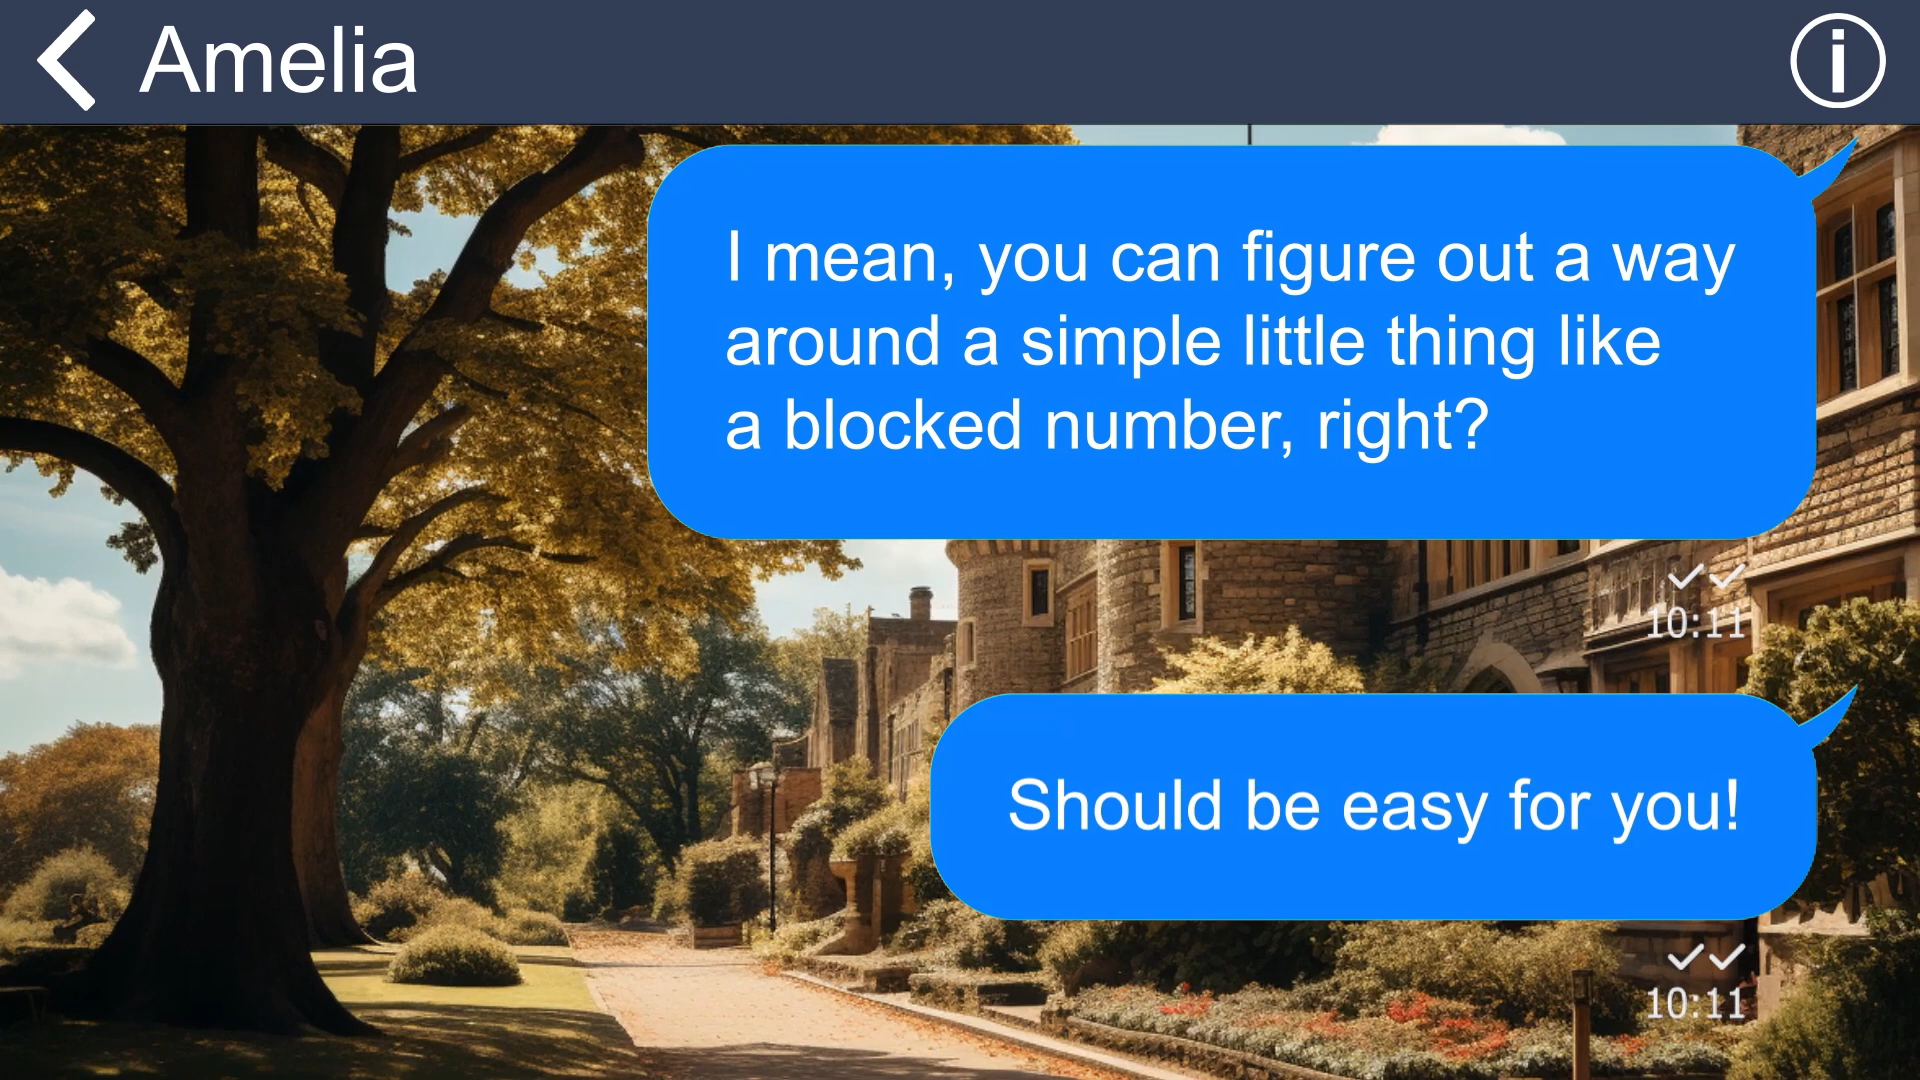 Amelia
I mean, you can figure out a way
around a simple little thing like
a blocked number, right?
10:11
Should be easy for you!
10:11